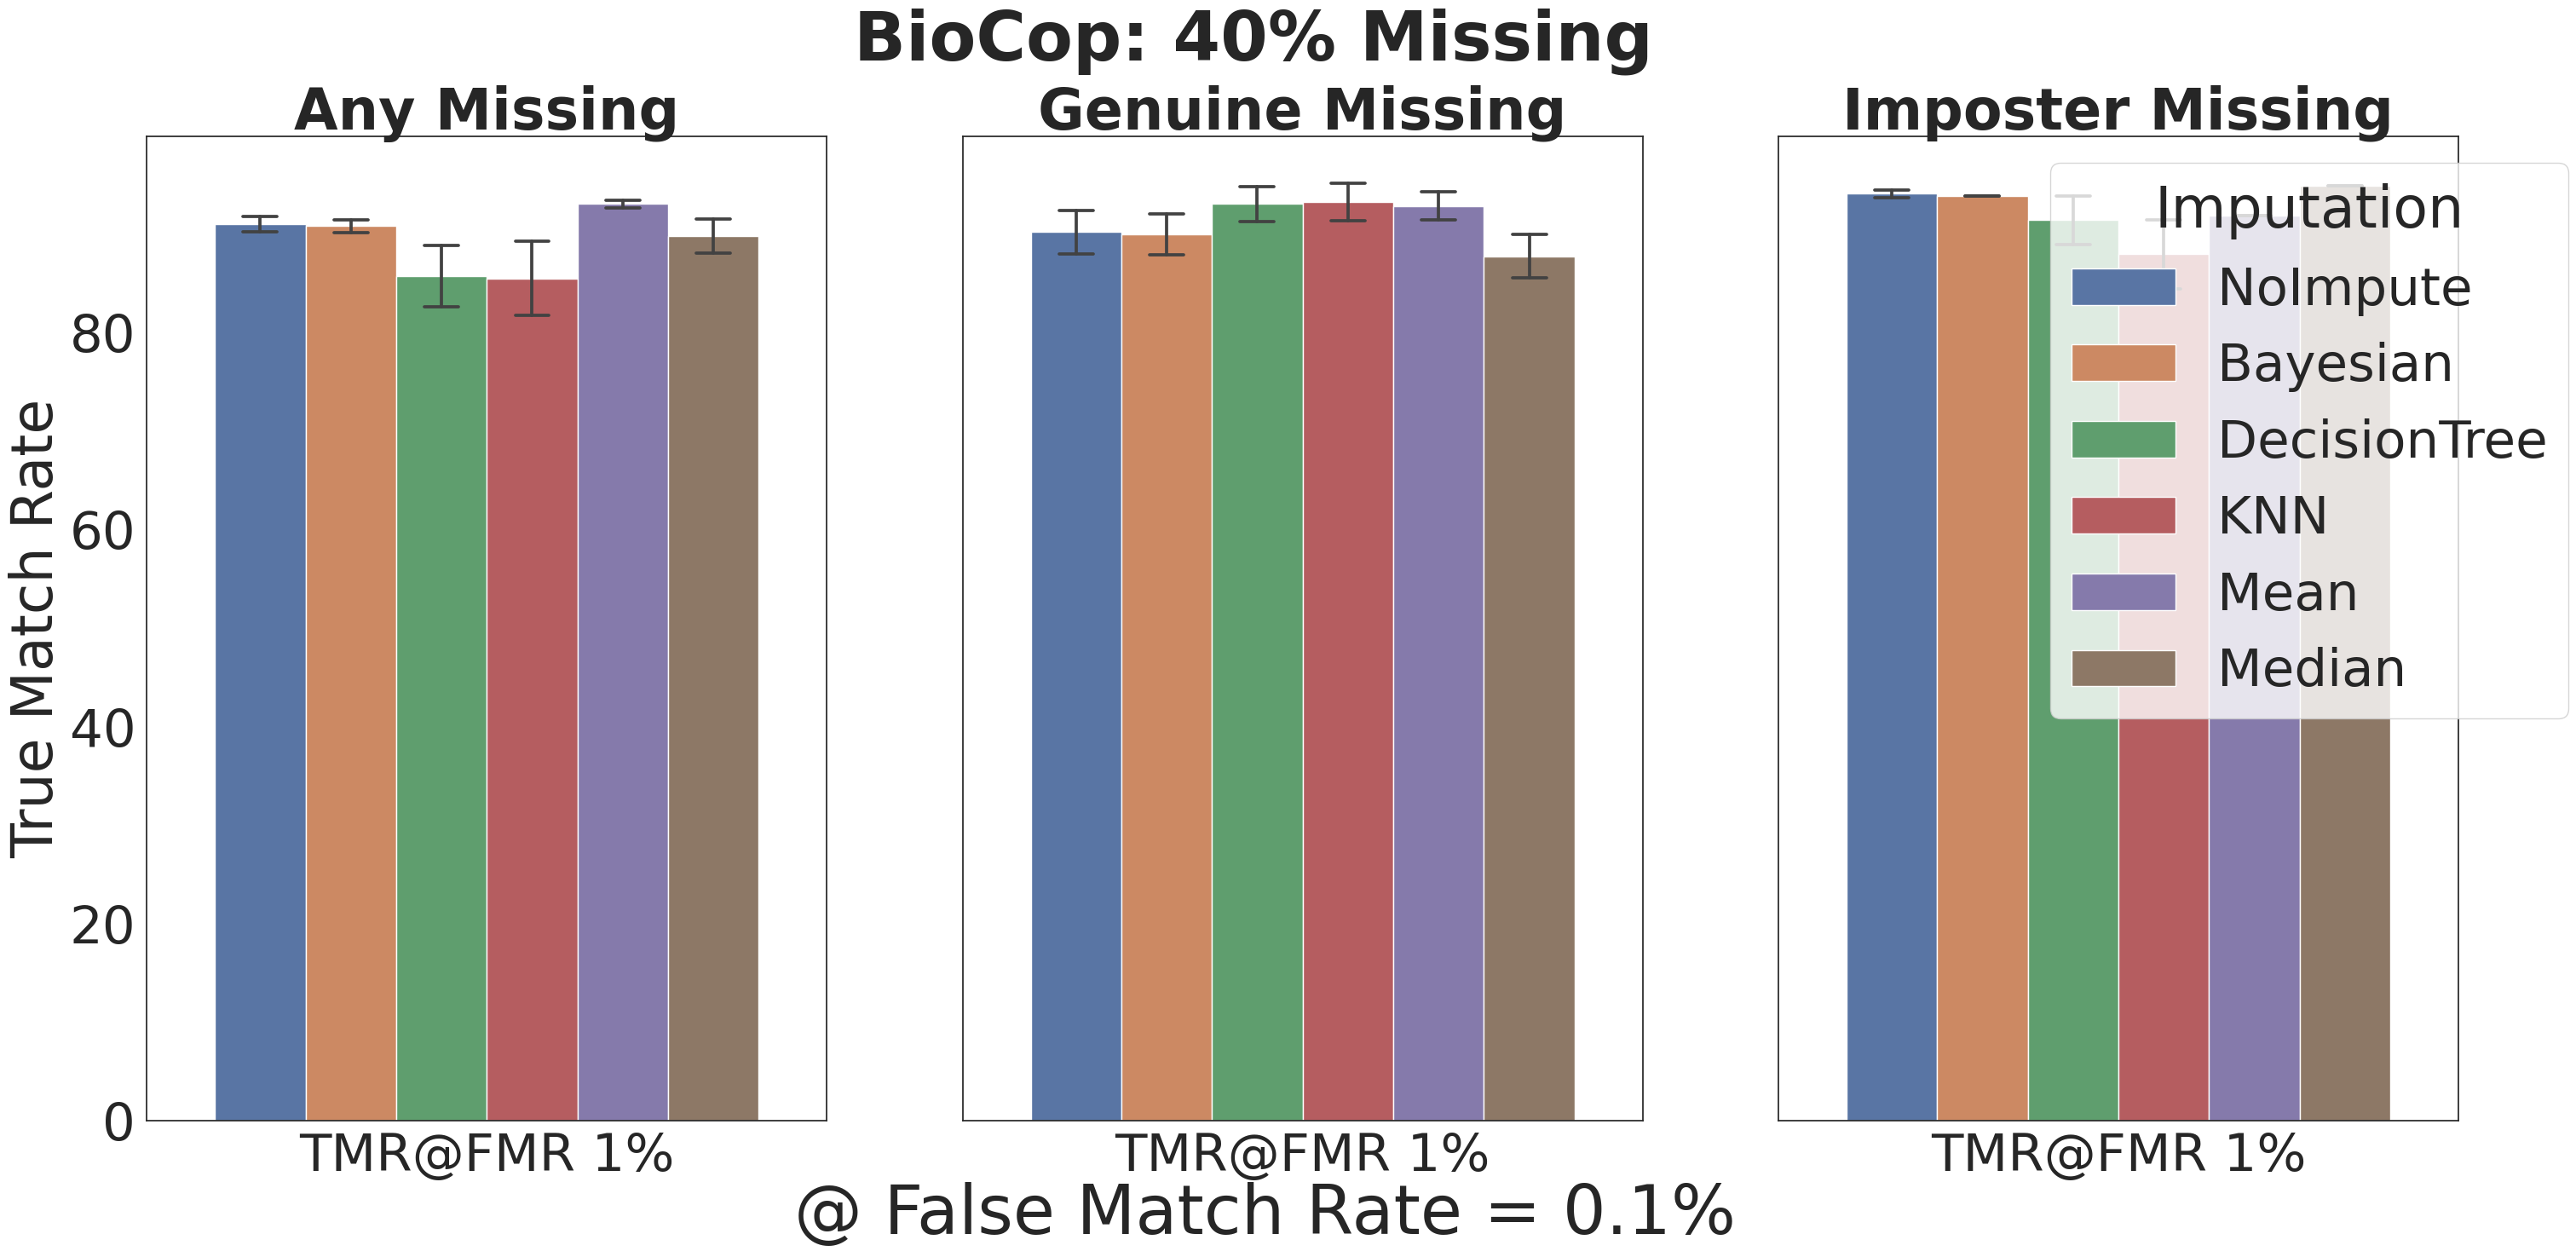 BioCop: 40% Missing
Any Missing
Genuine Missing
Imposter Missing
True Match Rate
80
60
40
20
0
Imputation
NoImpute
Bayesian
DecisionTree
KNN
Mean
Median
TMR@FMR 1%
TMR@FMR 1%
TMR@FMR 1%
@ False Match Rate = 0.1%